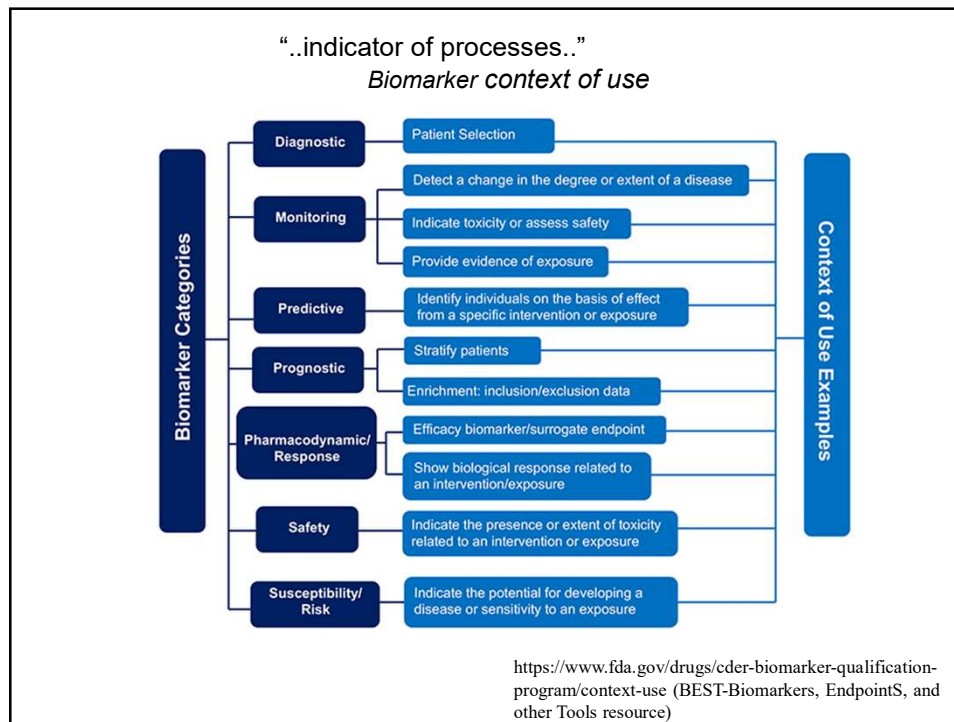 “..indicator of processes..”
Biomarker context of use
Biomarker Categories
Diagnostic
Patient Selection
Monitoring
Detect a change in the degree or extent of a disease
Indicate toxicity or assess safety
Provide evidence of exposure
Predictive
Identify individuals on the basis of effect
from a specific intervention or exposure
Prognostic
Stratify patients
Enrichment: inclusion/exclusion data
Pharmacodynamic/
Response
Efficacy biomarker/surrogate endpoint
Show biological response related to
an intervention/exposure
Safety
Indicate the presence or extent of toxicity
related to an intervention or exposure
Susceptibility/
Risk
Indicate the potential for developing a
disease or sensitivity to an exposure
Context of Use Examples
https://www.fda.gov/drugs/cder-biomarker-qualification-
program/context-use (BEST-Biomarkers, EndpointS, and
other Tools resource)